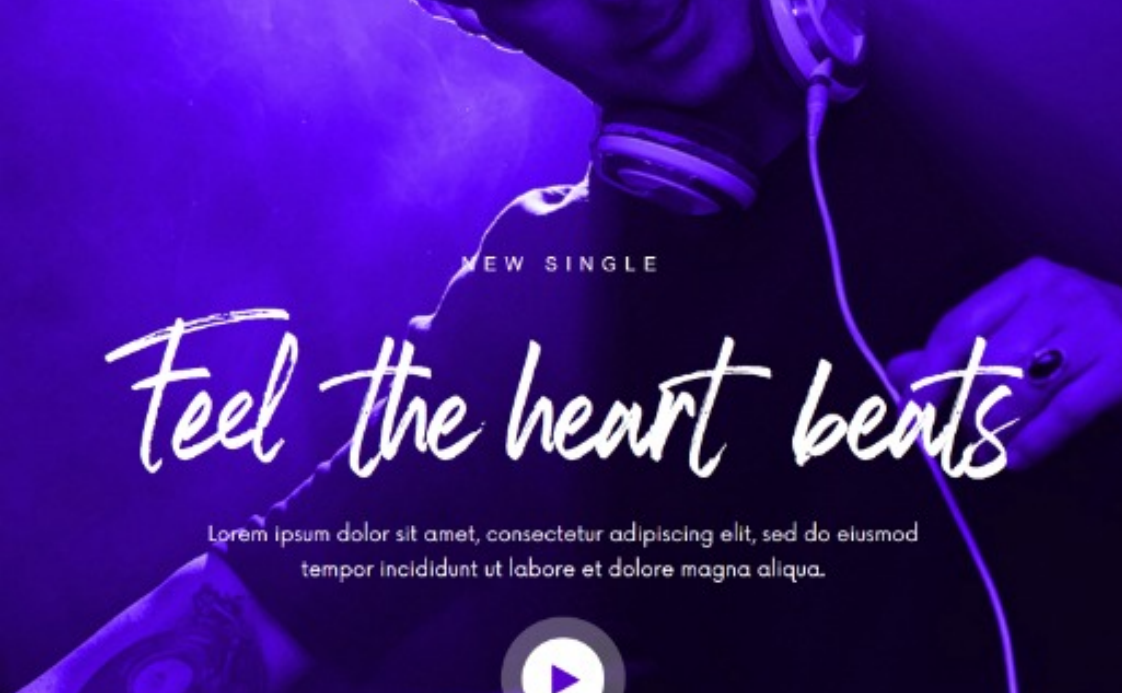 NEW SINGLE
Feel the heart beats
Lorem ipsum dolor sit amet, consectetur adipiscing elit, sed do eiusmod
tempor incididunt ut labore et dolore magna aliqua.